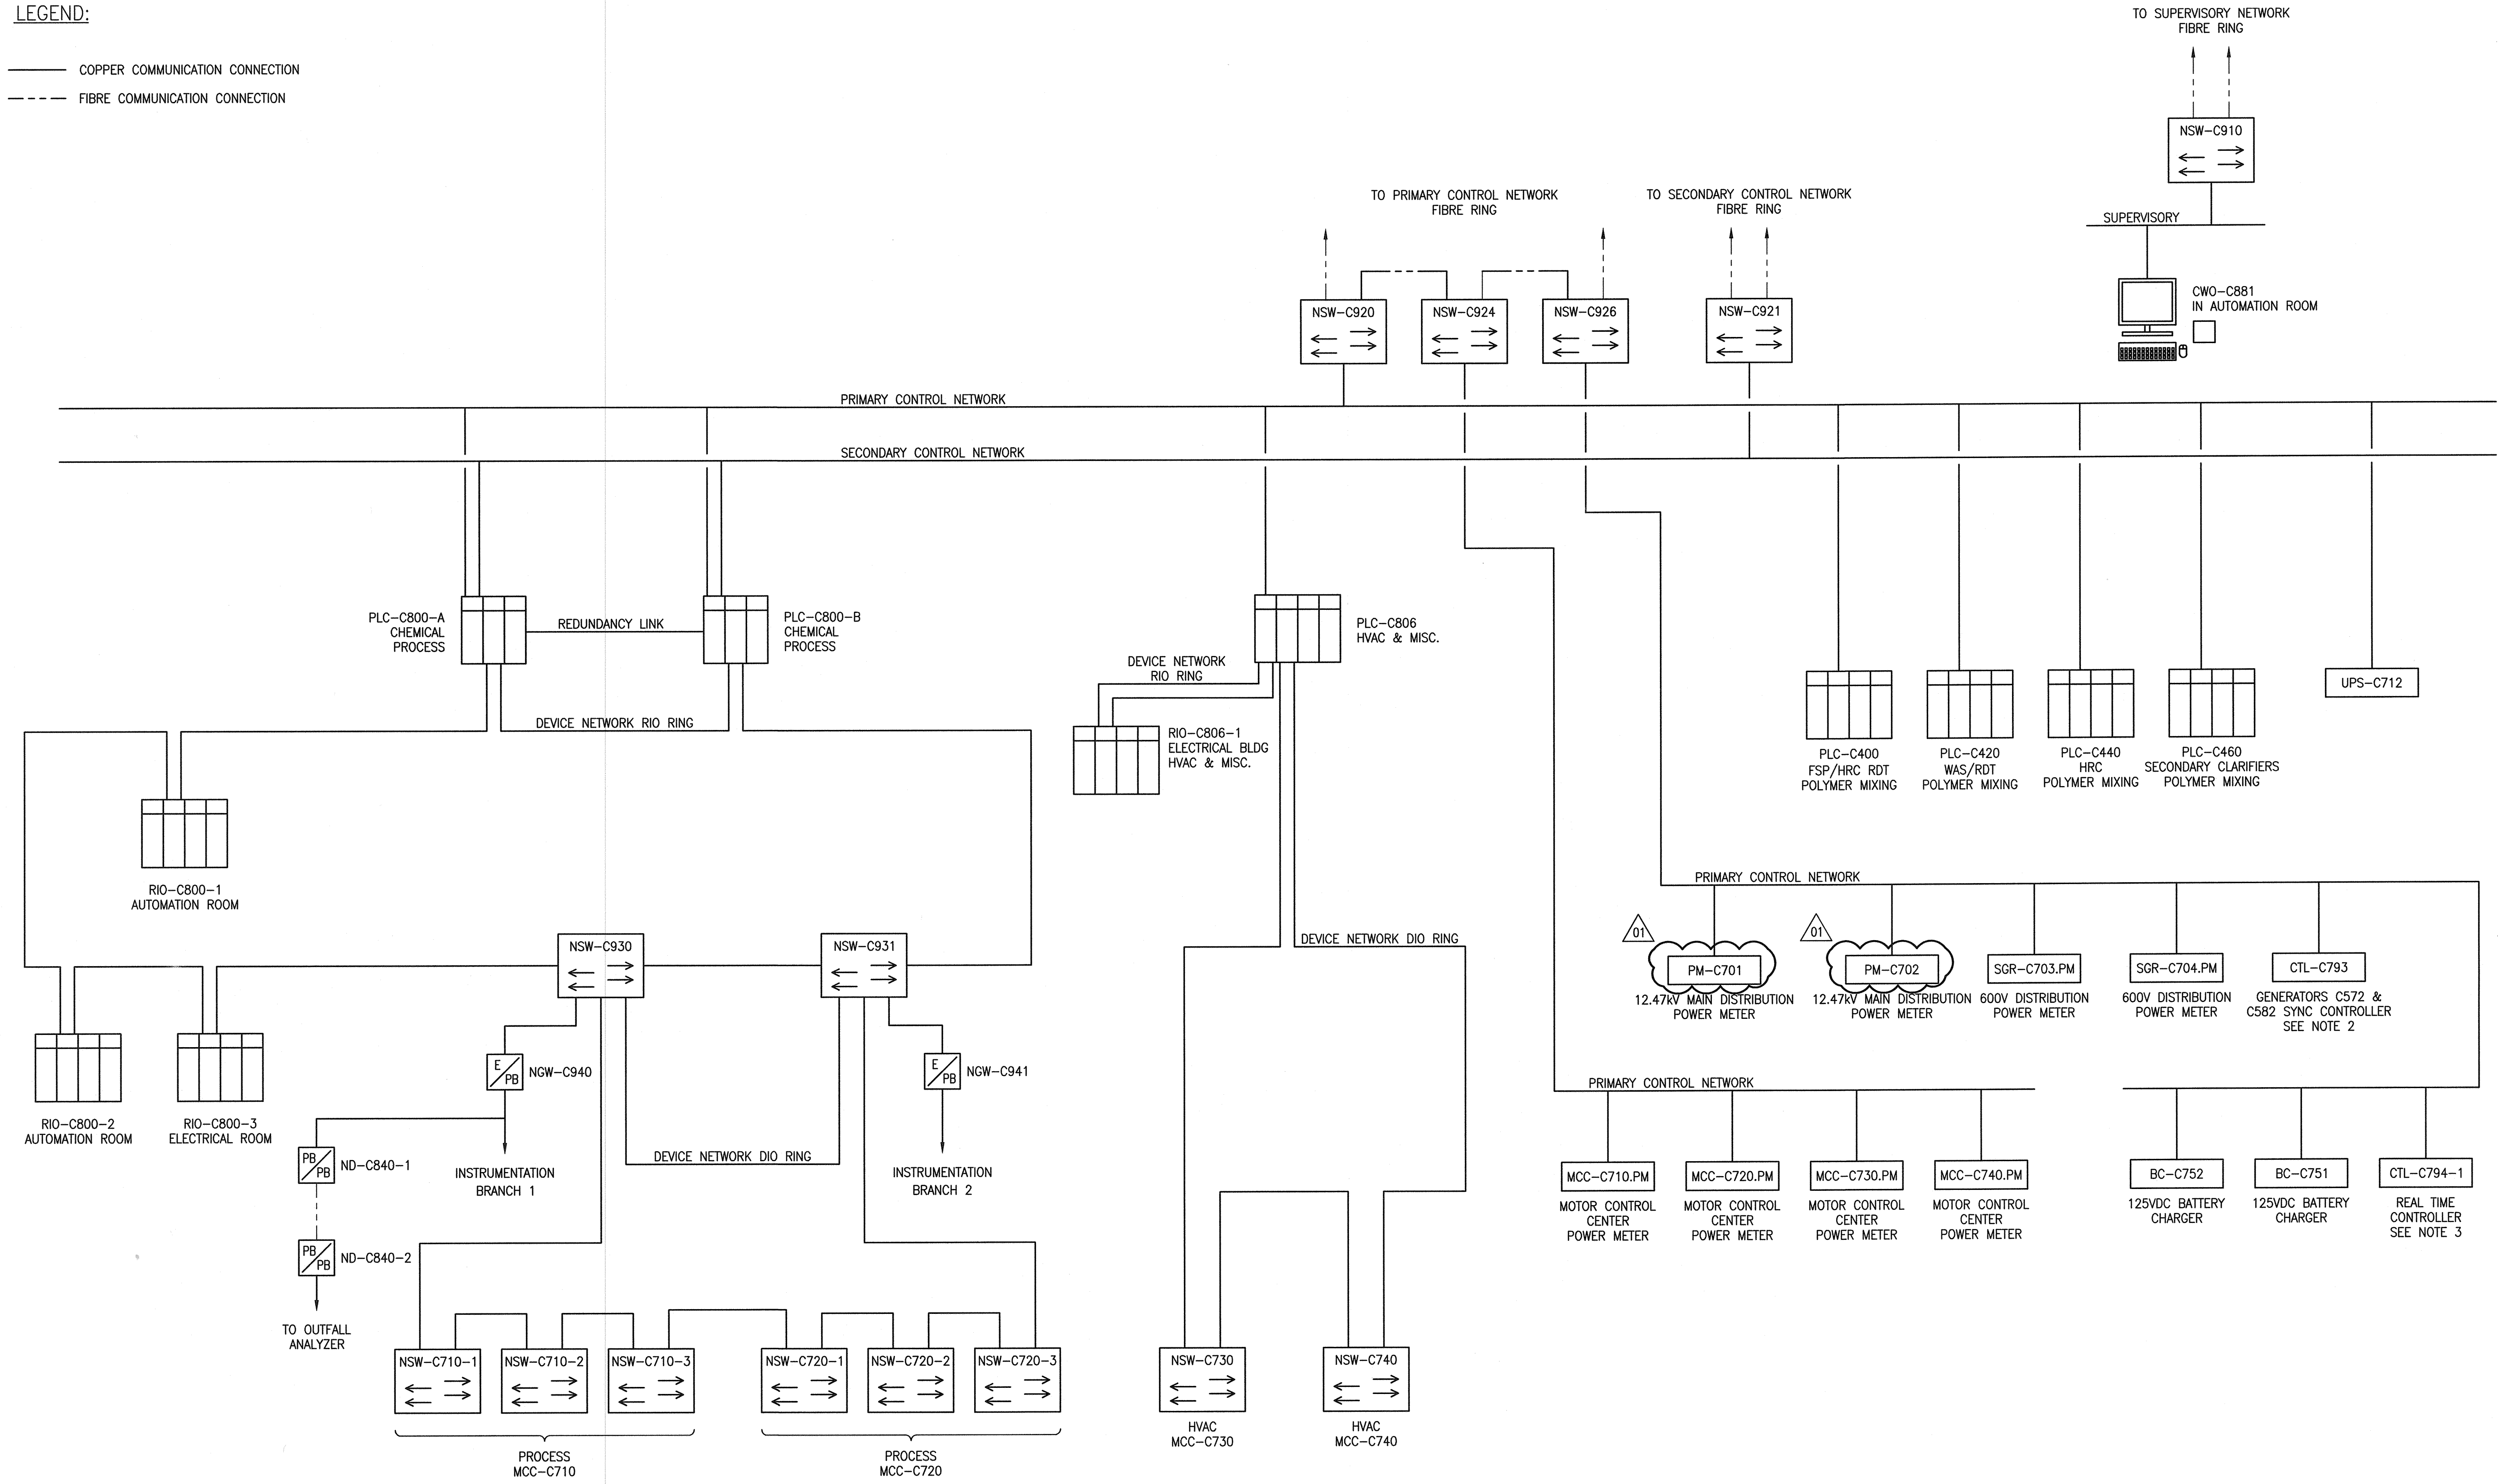 LEGEND:
COPPER COMMUNICATION CONNECTION
FIBRE COMMUNICATION CONNECTION
TO SUPERVISORY NETWORK
FIBRE RING
NSW-C910
SUPERVISORY
CWO-C881
IN AUTOMATION ROOM
TO PRIMARY CONTROL NETWORK
FIBRE RING
TO SECONDARY CONTROL NETWORK
FIBRE RING
NSW-C920
NSW-C924
NSW-C926
NSW-C921
PRIMARY CONTROL NETWORK
SECONDARY CONTROL NETWORK
PLC-C800-A
CHEMICAL
PROCESS
REDUNDANCY LINK
PLC-C800-B
CHEMICAL
PROCESS
PLC-C806
HVAC & MISC.
DEVICE NETWORK
RIO RING
DEVICE NETWORK RIO RING
RIO-C806-1
ELECTRICAL BLDG
HVAC & MISC.
UPS-C712
PLC-C400
FSP/HRC RDT
POLYMER MIXING
PLC-C420
WAS/RDT
POLYMER MIXING
PLC-C440
HRC
POLYMER MIXING
PLC-C460
SECONDARY CLARIFIERS
POLYMER MIXING
RIO-C800-1
AUTOMATION ROOM
PRIMARY CONTROL NETWORK
NSW-C930
NSW-C931
DEVICE NETWORK DIO RING
01
01
PM-C701
12.47kV MAIN DISTRIBUTION
POWER METER
PM-C702
12.47kV MAIN DISTRIBUTION
POWER METER
SGR-C703.PM
600V DISTRIBUTION
POWER METER
SGR-C704.PM
600V DISTRIBUTION
POWER METER
CTL-C793
GENERATORS C572 &
C582 SYNC CONTROLLER
SEE NOTE 2
E
PB
NGW-C940
E
PB
NGW-C941
PRIMARY CONTROL NETWORK
RIO-C800-2
AUTOMATION ROOM
RIO-C800-3
ELECTRICAL ROOM
PB
PB
ND-C840-1
INSTRUMENTATION
BRANCH 1
DEVICE NETWORK DIO RING
INSTRUMENTATION
BRANCH 2
MCC-C710.PM
MOTOR CONTROL
CENTER
POWER METER
MCC-C720.PM
MOTOR CONTROL
CENTER
POWER METER
MCC-C730.PM
MOTOR CONTROL
CENTER
POWER METER
MCC-C740.PM
MOTOR CONTROL
CENTER
POWER METER
BC-C752
125VDC BATTERY
CHARGER
BC-C751
125VDC BATTERY
CHARGER
CTL-C794-1
REAL TIME
CONTROLLER
SEE NOTE 3
PB
PB
ND-C840-2
TO OUTFALL
ANALYZER
NSW-C710-1
NSW-C710-2
NSW-C710-3
NSW-C720-1
NSW-C720-2
NSW-C720-3
NSW-C730
NSW-C740
PROCESS
MCC-C710
PROCESS
MCC-C720
HVAC
MCC-C730
HVAC
MCC-C740